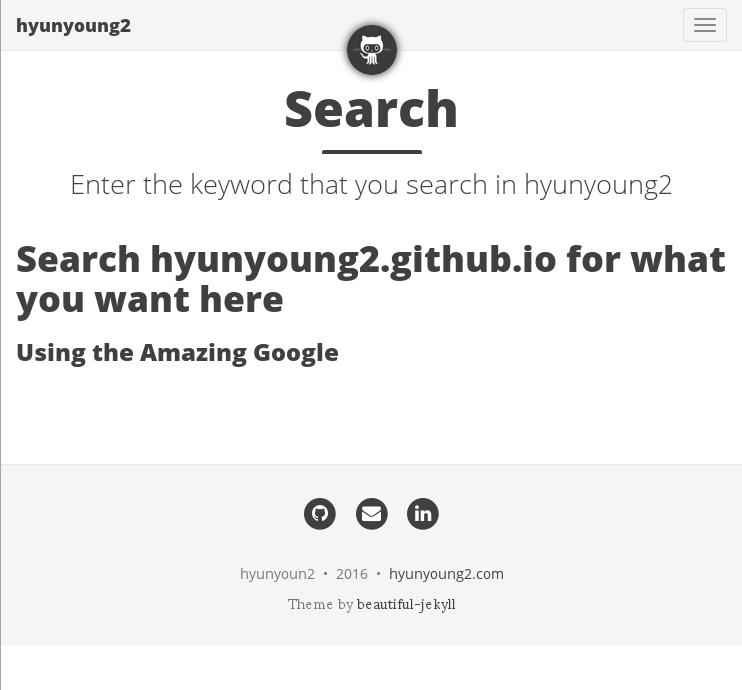 hyunyoung2
Search
Enter the keyword that you search in hyunyoung2
Search hyunyoung2.github.io for what
you want here
Using the Amazing Google
in
hyunyoun2 • 2016 • hyunyoung2.com
Theme by beautiful-jekyll